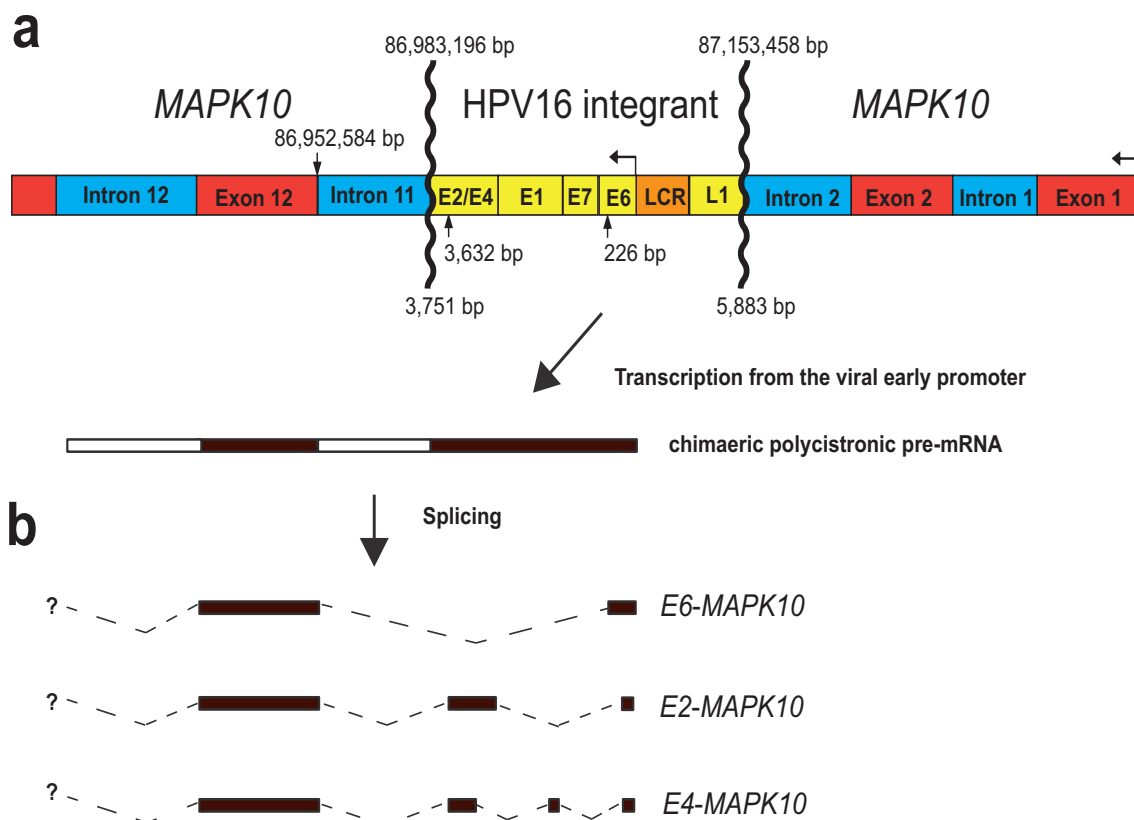 a
86,983,196 bp
87,153,458 bp
MAPK10
HPV16 integrant
MAPK10
86,952,584 bp
Intron 12
Exon 12
Intron 11
E2/E4
E1
E7
E6
LCR
L1
Intron 2
Exon 2
Intron 1
Exon 1
3,632 bp
226 bp
3,751 bp
5,883 bp
Transcription from the viral early promoter
chimaeric polycistronic pre-mRNA
Splicing
b
? E6-MAPK10
? E2-MAPK10
? E4-MAPK10